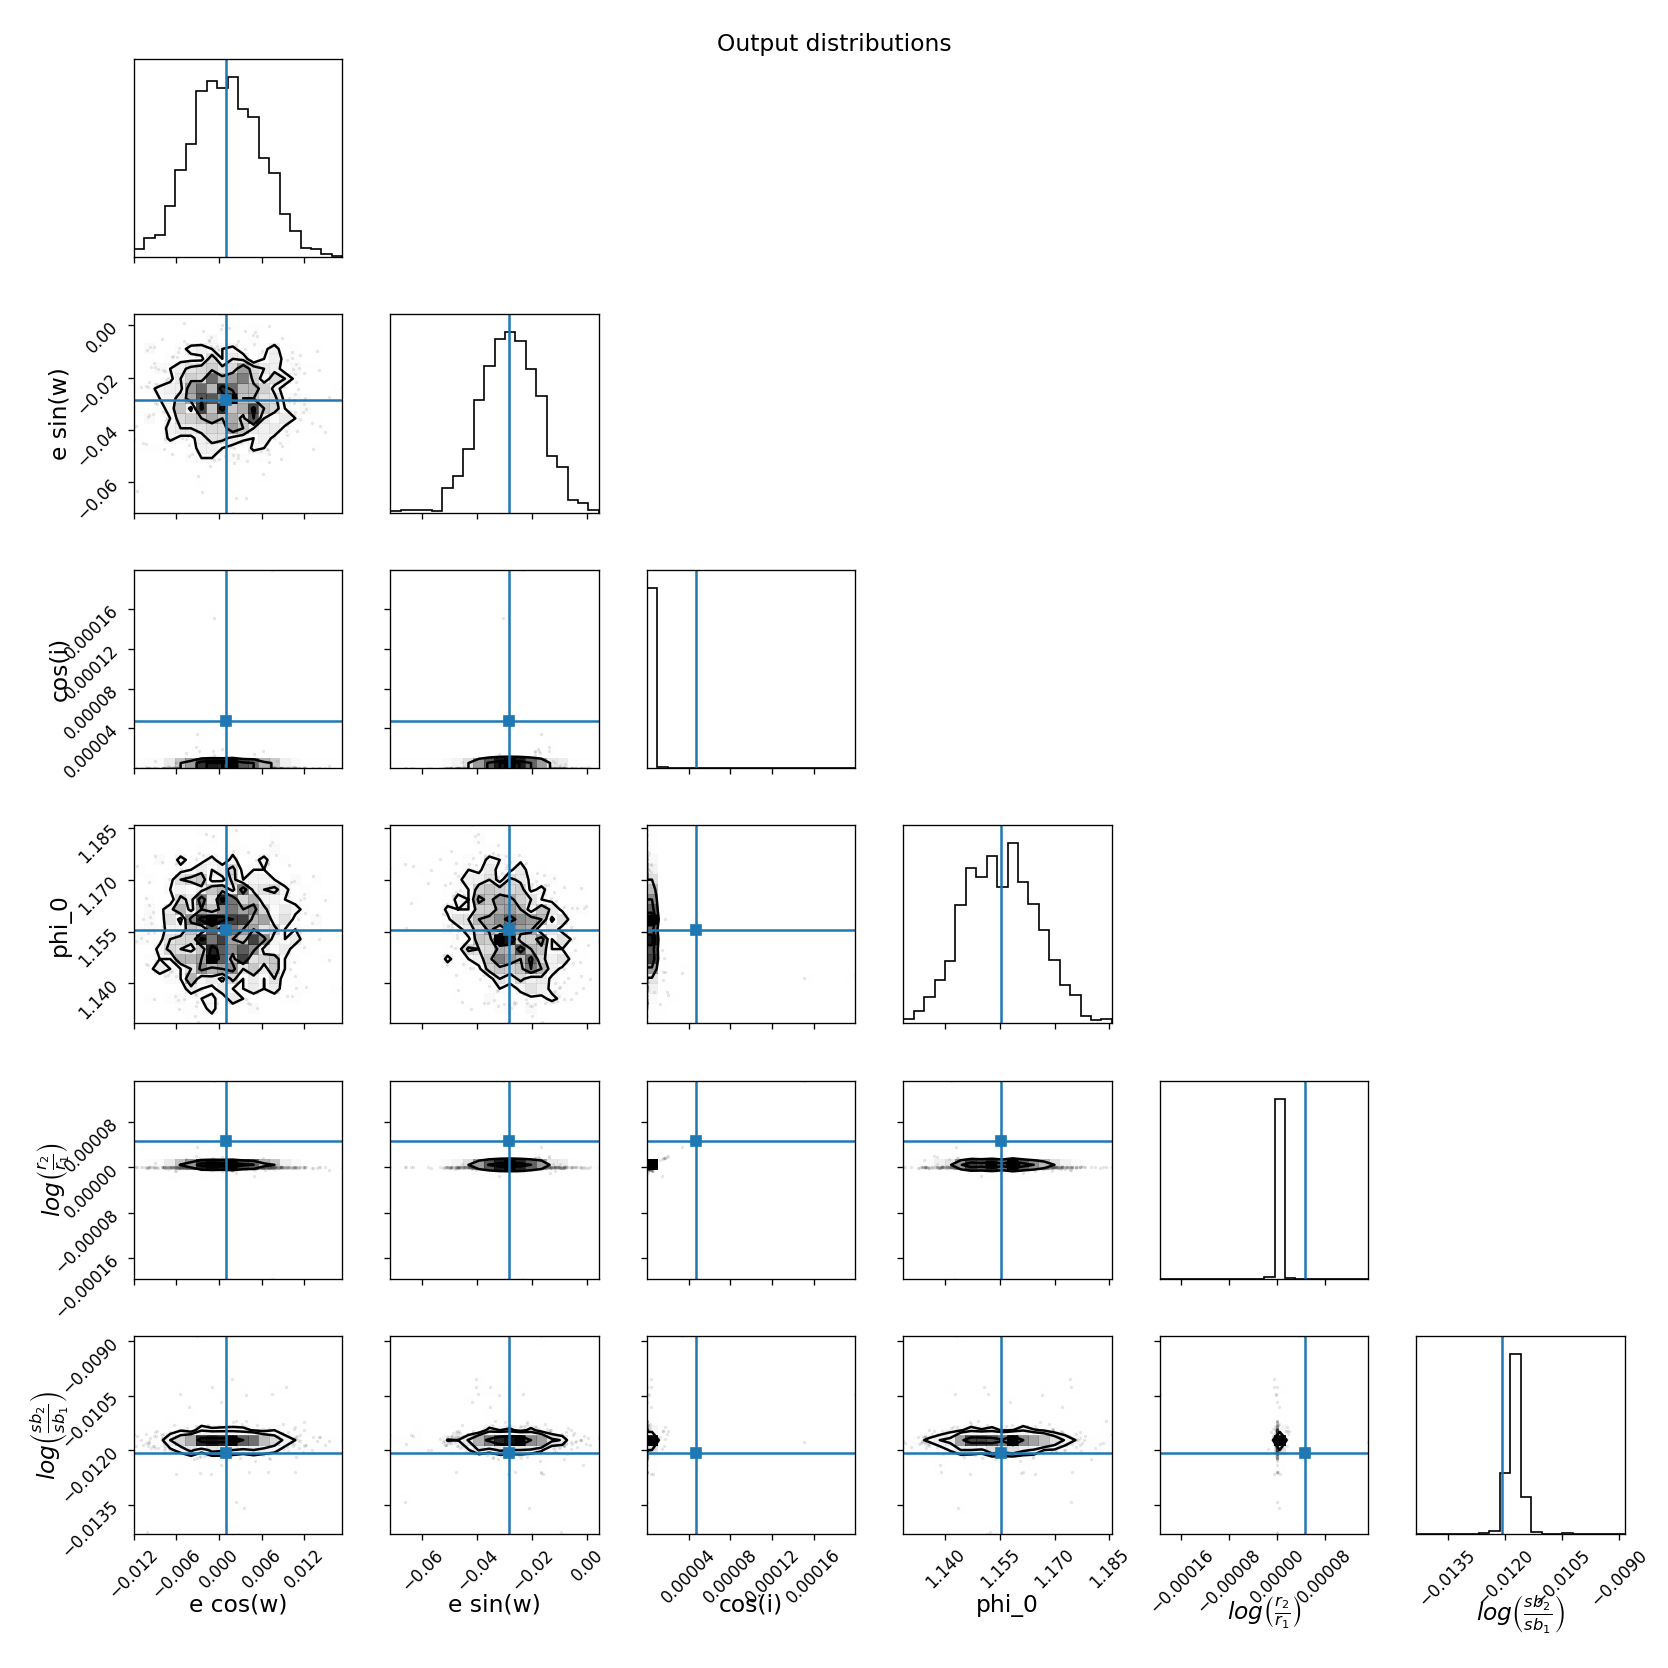 Output distributions
e sin(w)
0.00
−0.02
−0.04
−0.06
cos(i)
0.00016
0.00012
0.00008
0.00004
phi_0
1.185
1.170
1.155
1.140
log(r₂/r₁)
0.00008
0.00000
−0.00008
−0.00016
log(sb₂/sb₁)
−0.0090
−0.0105
−0.0120
−0.0135
−0.012 −0.006 0.000 0.006 0.012 −0.06 −0.04 −0.02 0.00 0.00004 0.00008 0.00012 0.00016 1.140 1.155 1.170 1.185 −0.00016 −0.00008 0.00000 0.00008 −0.0135 −0.0120 −0.0105 −0.0090
e cos(w) e sin(w) cos(i) phi_0 log(r₂/r₁) log(sb₂/sb₁)